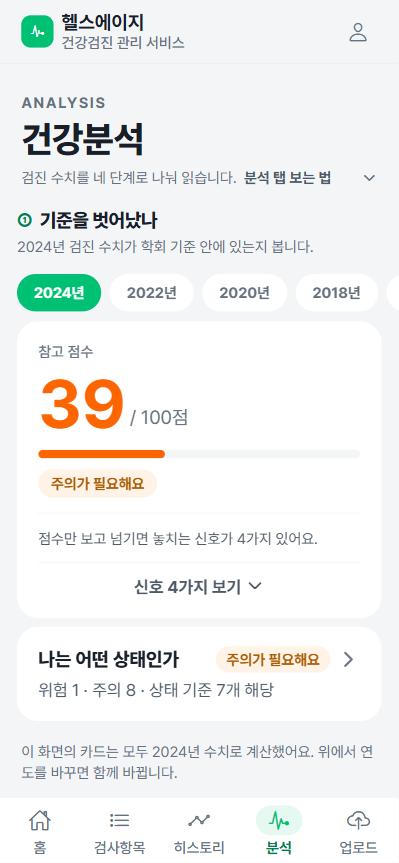 헬스에이지
건강검진 관리 서비스
ANALYSIS
건강분석
검진 수치를 네 단계로 나눠 읽습니다. 분석 탭 보는 법
① 기준을 벗어났나
2024년 검진 수치가 학회 기준 안에 있는지 봅니다.
2024년 2022년 2020년 2018년
참고 점수
39 / 100점
주의가 필요해요
점수만 보고 넘기면 놓치는 신호가 4가지 있어요.
신호 4가지 보기
나는 어떤 상태인가 주의가 필요해요
위험 1 · 주의 8 · 상태 기준 7개 해당
이 화면의 카드는 모두 2024년 수치로 계산했어요. 위에서 연
도를 바꾸면 함께 바뀝니다.
홈 검사항목 히스토리 분석 업로드